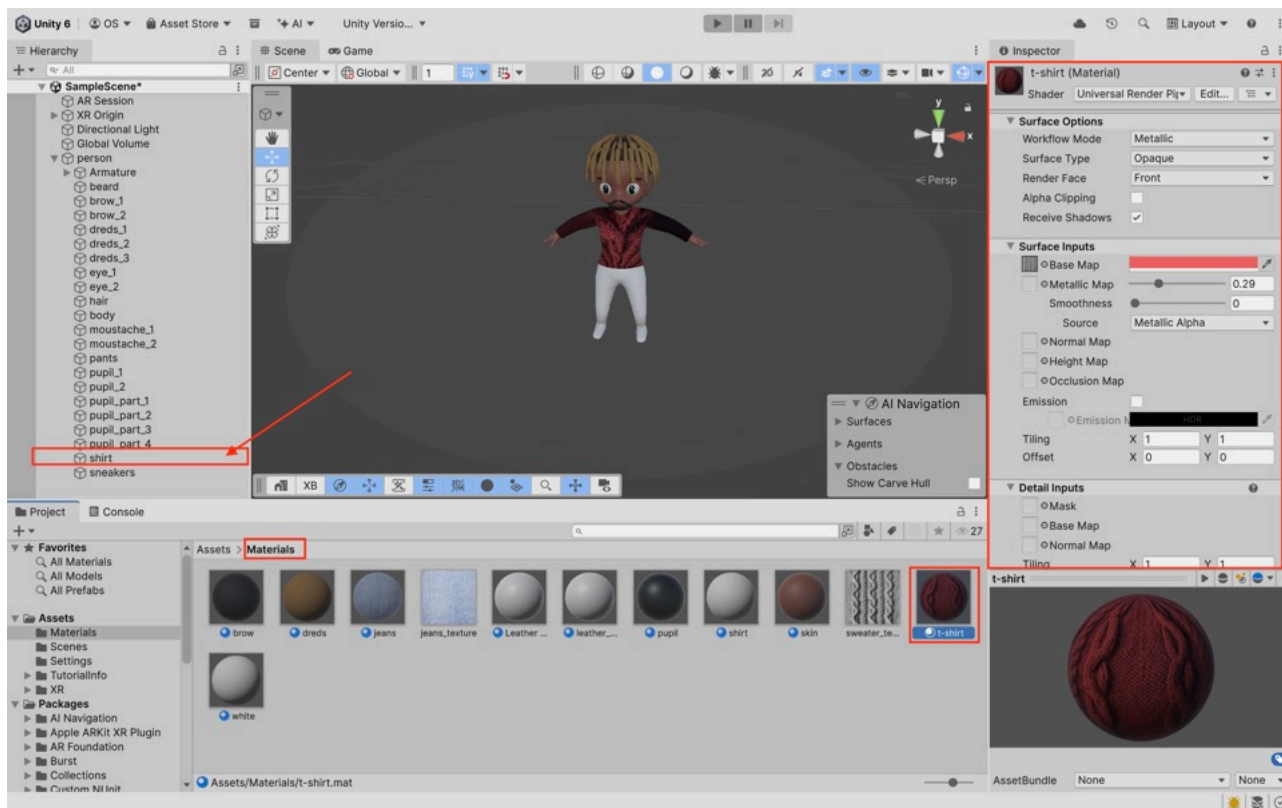 Unity 6 OS Asset Store AI Unity Versio... Layout
Hierarchy
All
SampleScene*
AR Session
XR Origin
Directional Light
Global Volume
person
Armature
beard
brow_1
brow_2
dreds_1
dreds_2
dreds_3
eye_1
eye_2
hair
body
moustache_1
moustache_2
pants
pupil_1
pupil_2
pupil_part_1
pupil_part_2
pupil_part_3
pupil_part_4
shirt
sneakers
Scene Game
Center Global 1
y
x
Persp
AI Navigation
Surfaces
Agents
Obstacles
Show Carve Hull
XB
Inspector
t-shirt (Material)
Shader Universal Render Pip Edit...
Surface Options
Workflow Mode Metallic
Surface Type Opaque
Render Face Front
Alpha Clipping
Receive Shadows
Surface Inputs
Base Map
Metallic Map 0.29
Smoothness 0
Source Metallic Alpha
Normal Map
Height Map
Occlusion Map
Emission
Emission M HDR
Tiling X 1 Y 1
Offset X 0 Y 0
Detail Inputs
Mask
Base Map
Normal Map
Tiling X 1 Y 1
t-shirt
AssetBundle None None
Project Console
27
Favorites
All Materials
All Models
All Prefabs
Assets
Materials
Scenes
Settings
TutorialInfo
XR
Packages
AI Navigation
Apple ARKit XR Plugin
AR Foundation
Burst
Collections
Custom NUnit
Assets > Materials
brow dreds jeans jeans_texture Leather ... leather_... pupil shirt skin sweater_te... t-shirt
white
Assets/Materials/t-shirt.mat